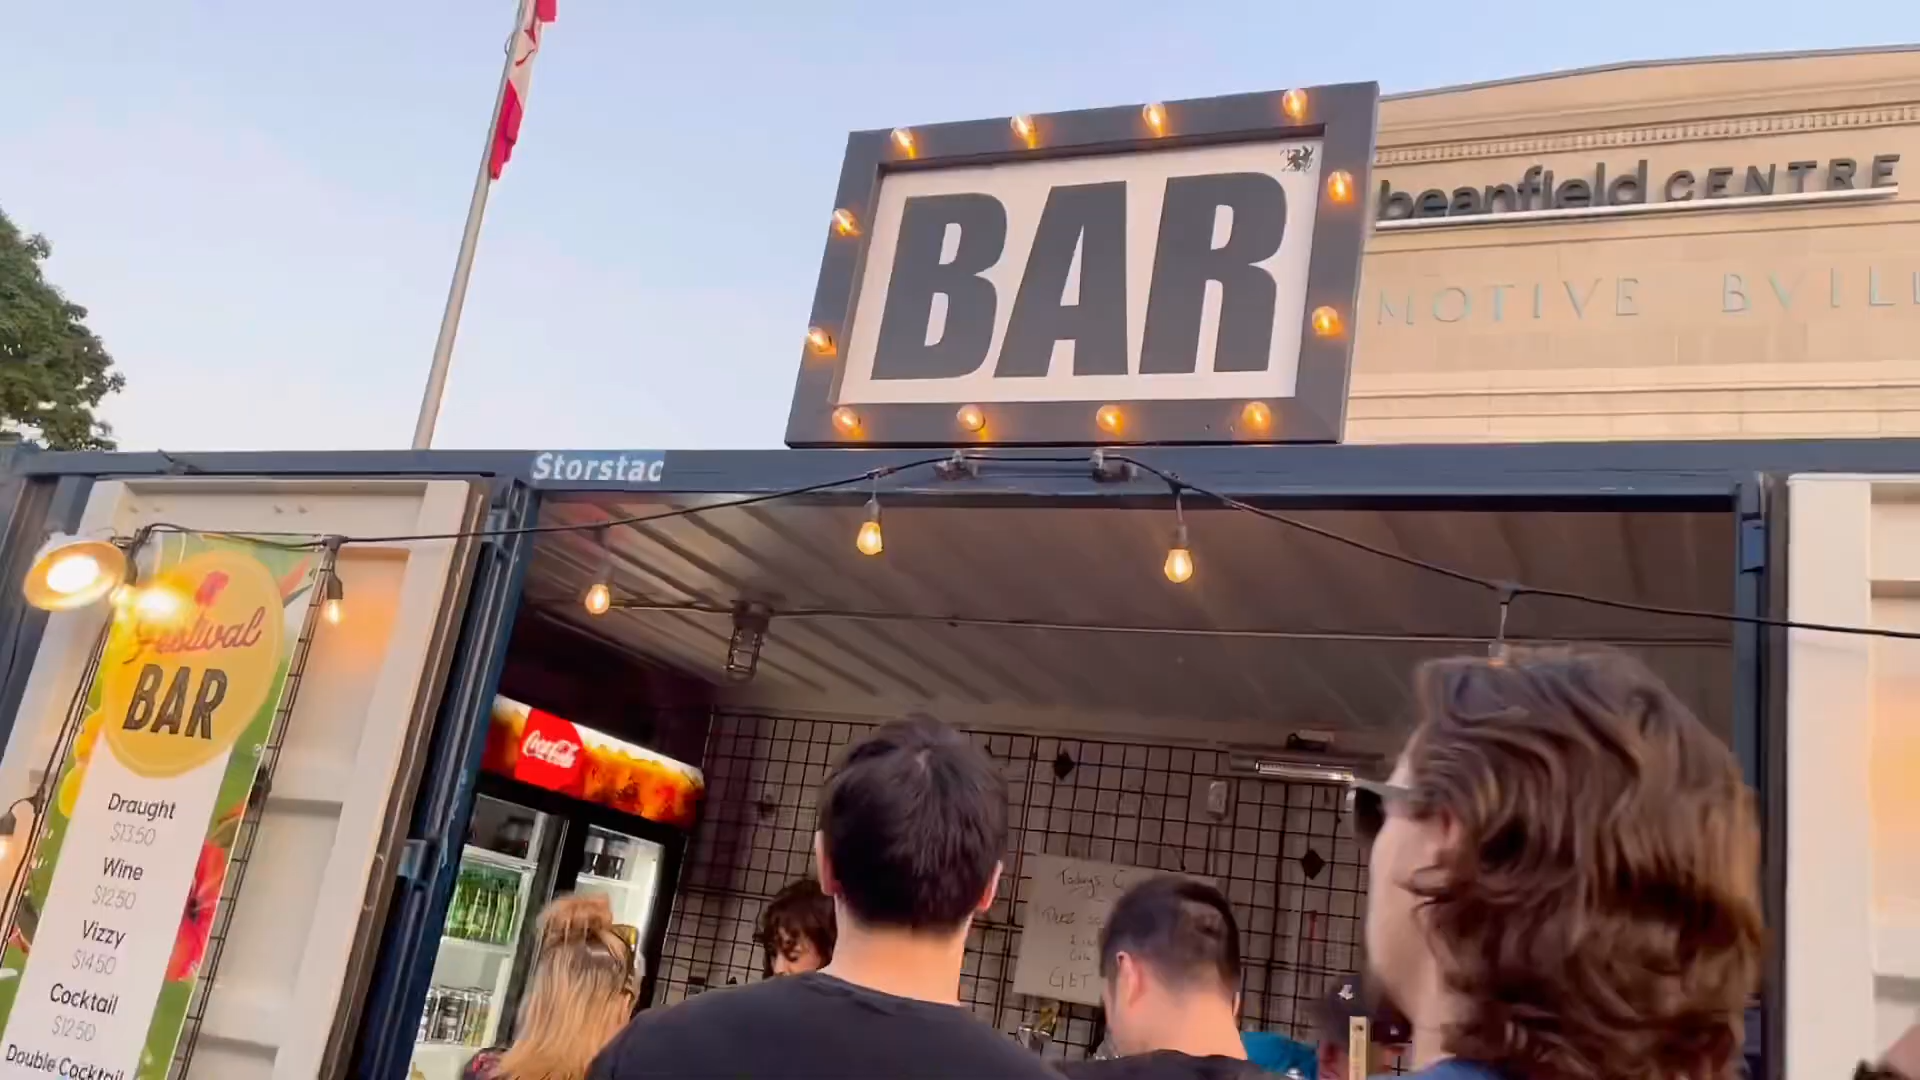 BAR
beanfield CENTRE
MOTIVE BVIL
Storstac
Festival
BAR
Draught
$13.50
Wine
$12.50
Vizzy
$14.50
Cocktail
$12.50
Double Cocktail
Coca-Cola
Today's
GET